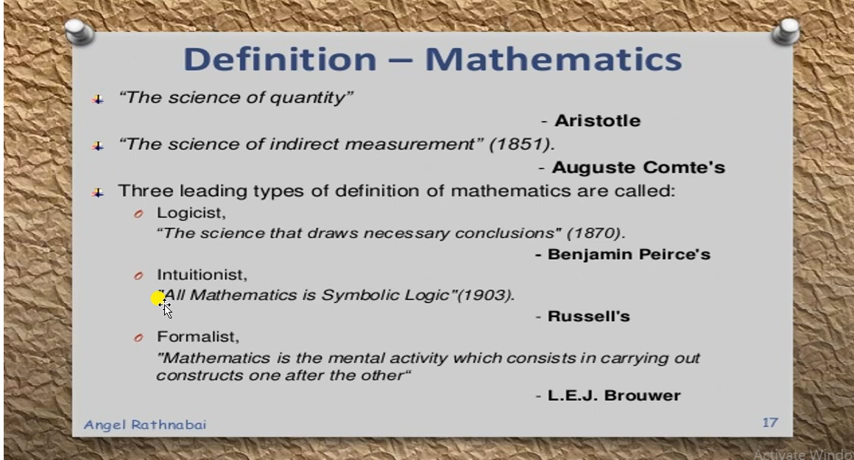 Definition – Mathematics
“The science of quantity”
- Aristotle
“The science of indirect measurement” (1851).
- Auguste Comte's
Three leading types of definition of mathematics are called:
Logicist,
“The science that draws necessary conclusions" (1870).
- Benjamin Peirce's
Intuitionist,
"All Mathematics is Symbolic Logic"(1903).
- Russell's
Formalist,
"Mathematics is the mental activity which consists in carrying out
constructs one after the other“
- L.E.J. Brouwer
Angel Rathnabai
17
Activate Windo